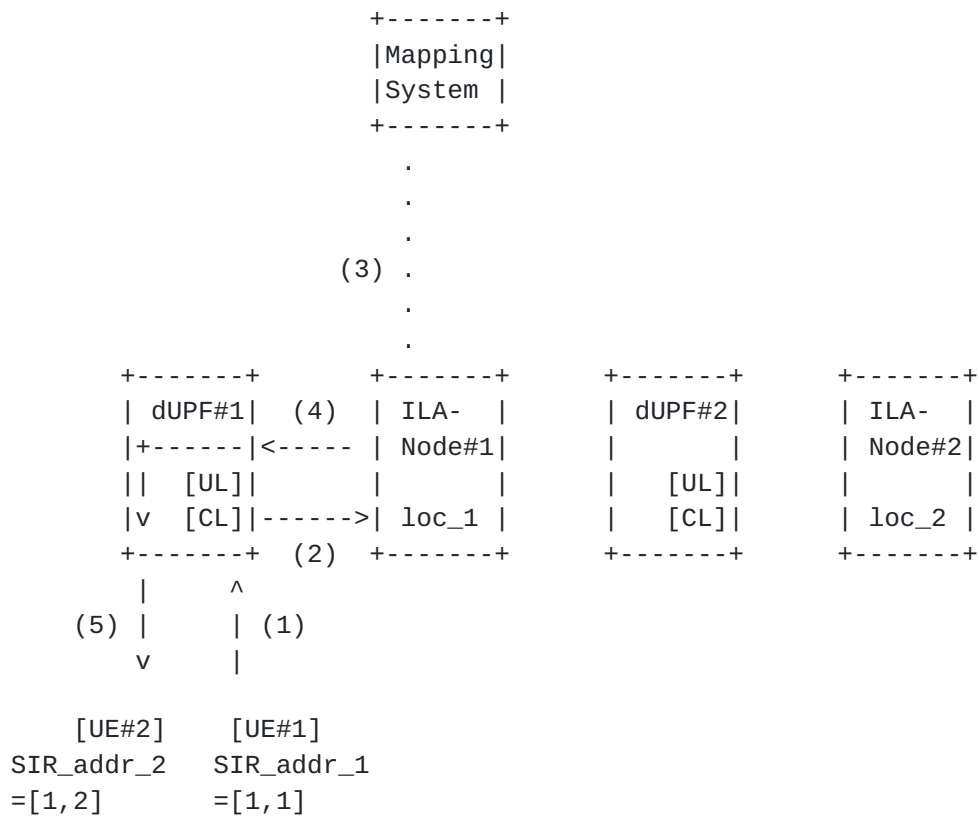 +-------+
|Mapping|
|System |
+-------+
.
.
.
(3) .
.
.
+-------+ +-------+ +-------+ +-------+
| dUPF#1| (4) | ILA- | | dUPF#2| | ILA- |
|+------|<----- | Node#1| | | | Node#2|
|| [UL]| | | | [UL]| | |
|v [CL]|------>| loc_1 | | [CL]| | loc_2 |
+-------+ (2) +-------+ +-------+ +-------+
| ^
(5) | | (1)
v |
[UE#2] [UE#1]
SIR_addr_2 SIR_addr_1
=[1,2] =[1,1]